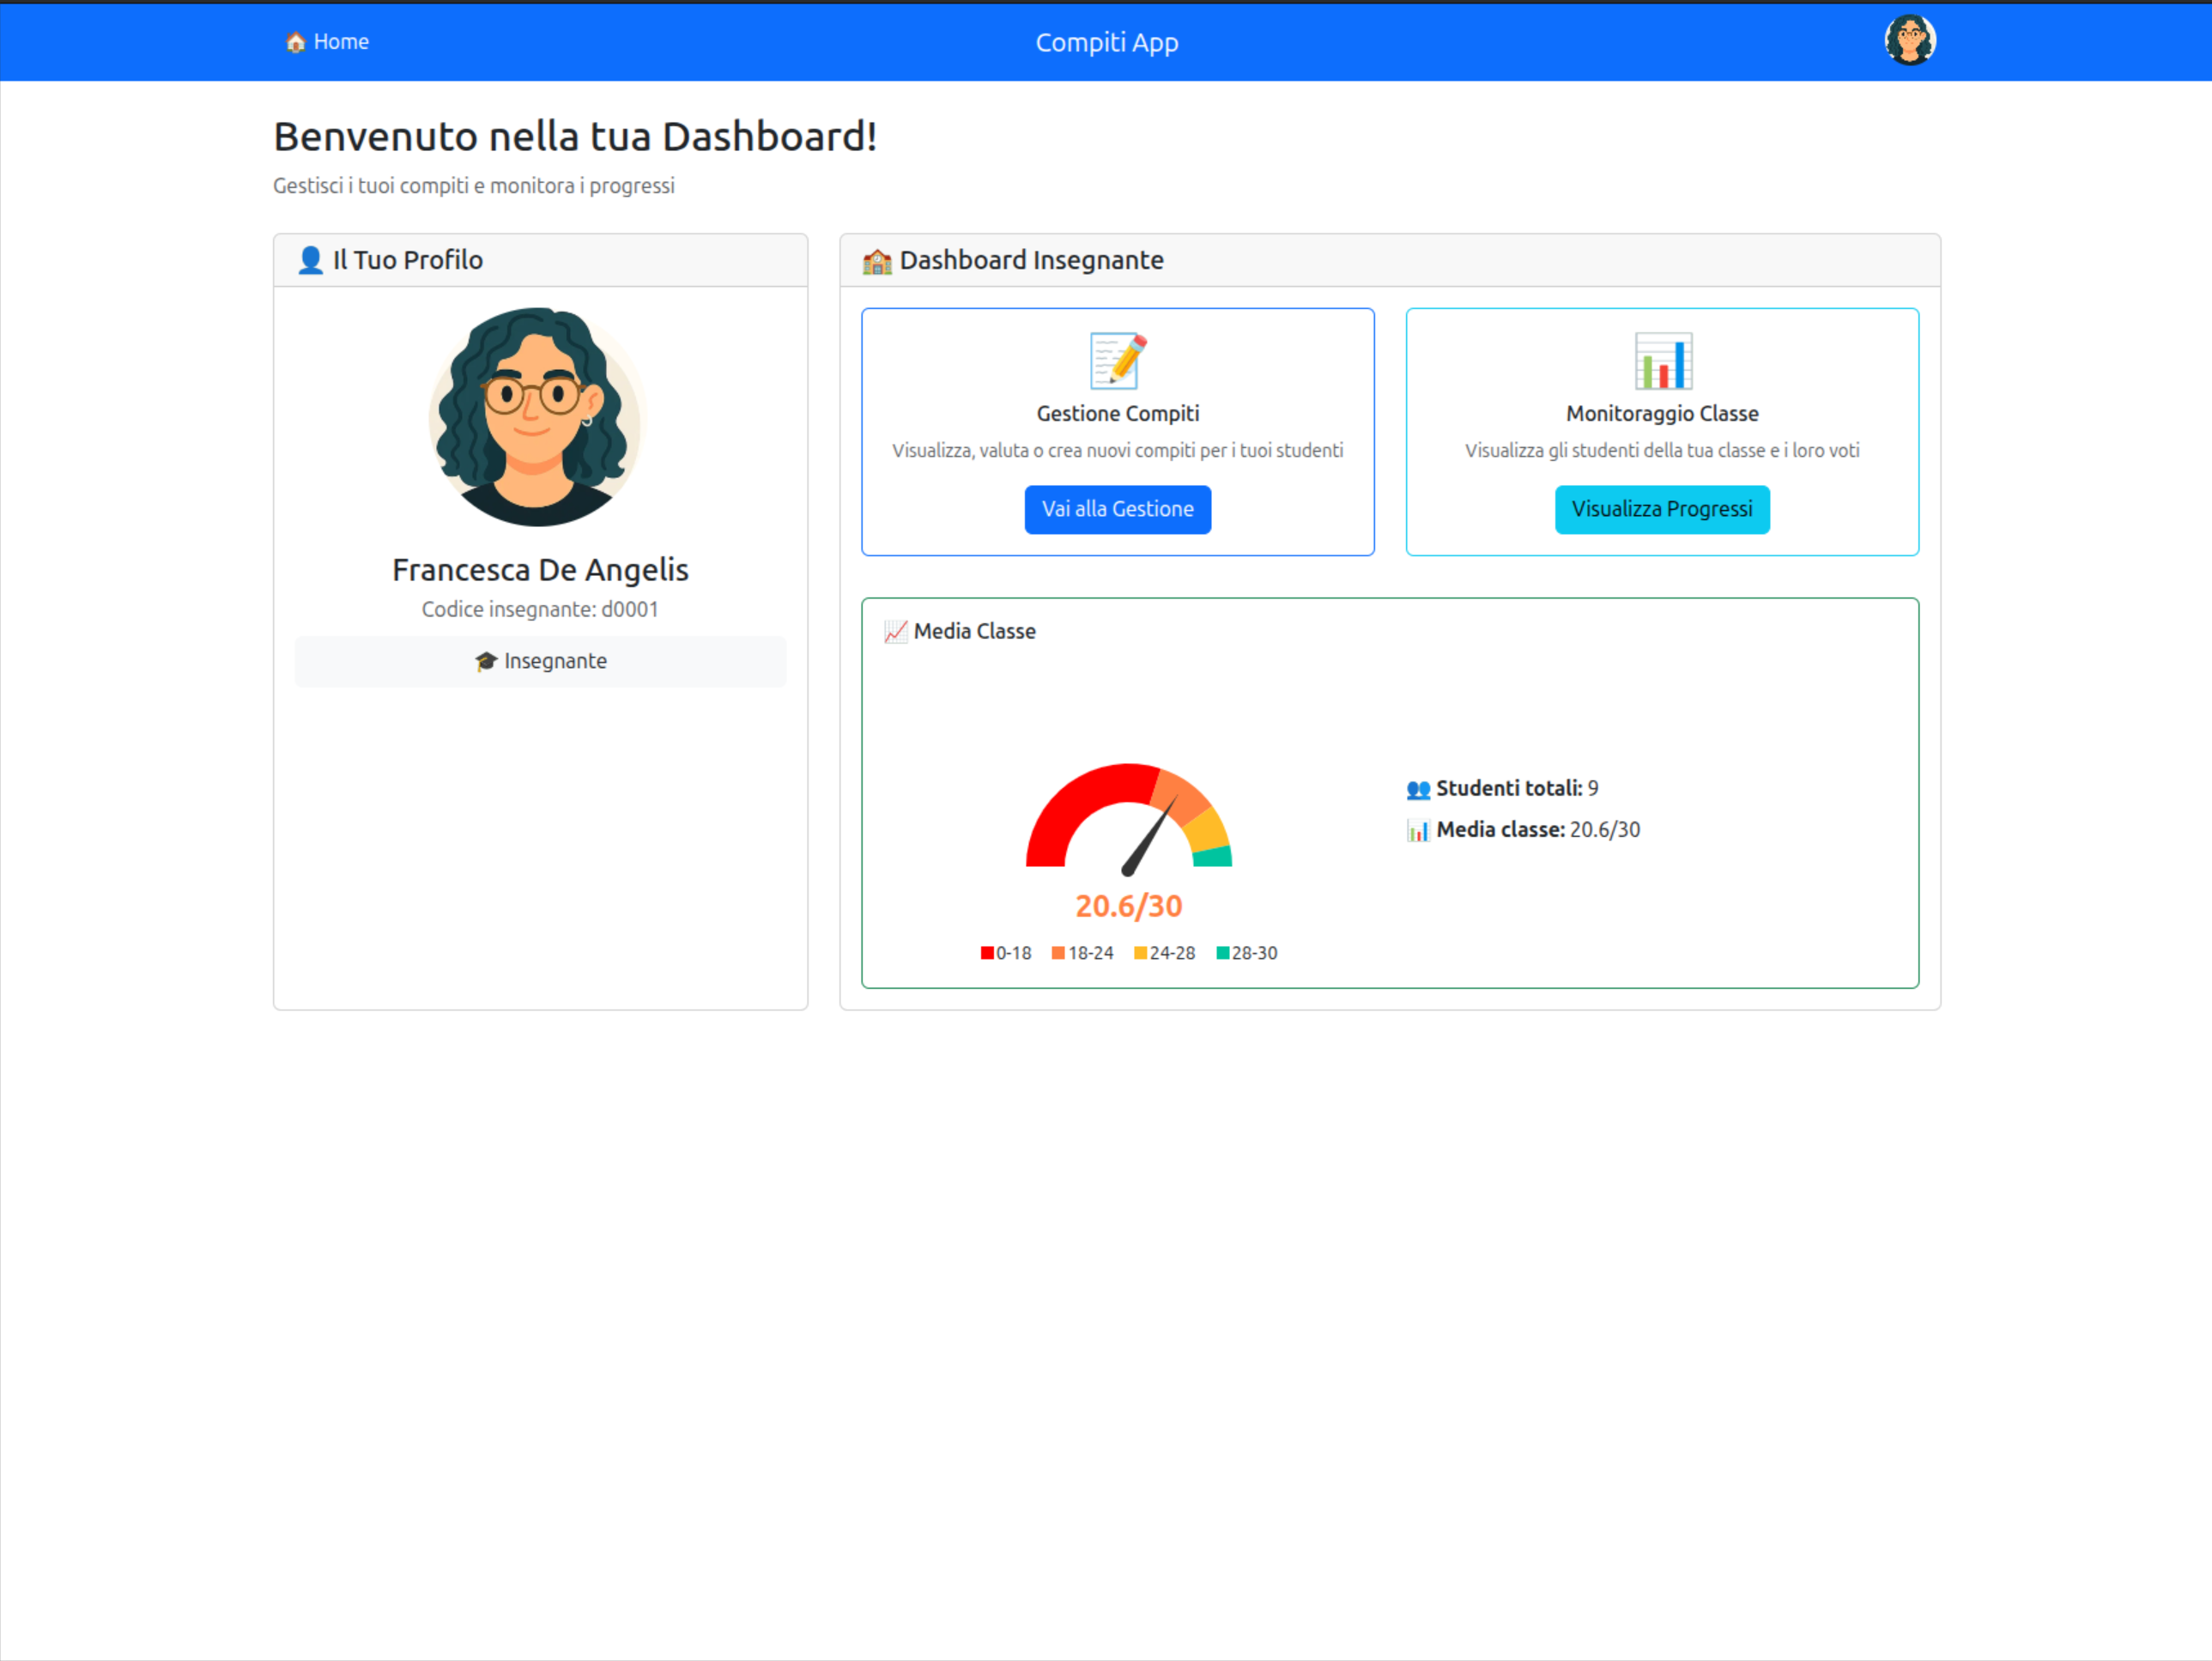 Home
Compiti App
Benvenuto nella tua Dashboard!
Gestisci i tuoi compiti e monitora i progressi
Il Tuo Profilo
Francesca De Angelis
Codice insegnante: d0001
Insegnante
Dashboard Insegnante
Gestione Compiti
Visualizza, valuta o crea nuovi compiti per i tuoi studenti
Vai alla Gestione
Monitoraggio Classe
Visualizza gli studenti della tua classe e i loro voti
Visualizza Progressi
Media Classe
20.6/30
0-18 18-24 24-28 28-30
Studenti totali: 9
Media classe: 20.6/30